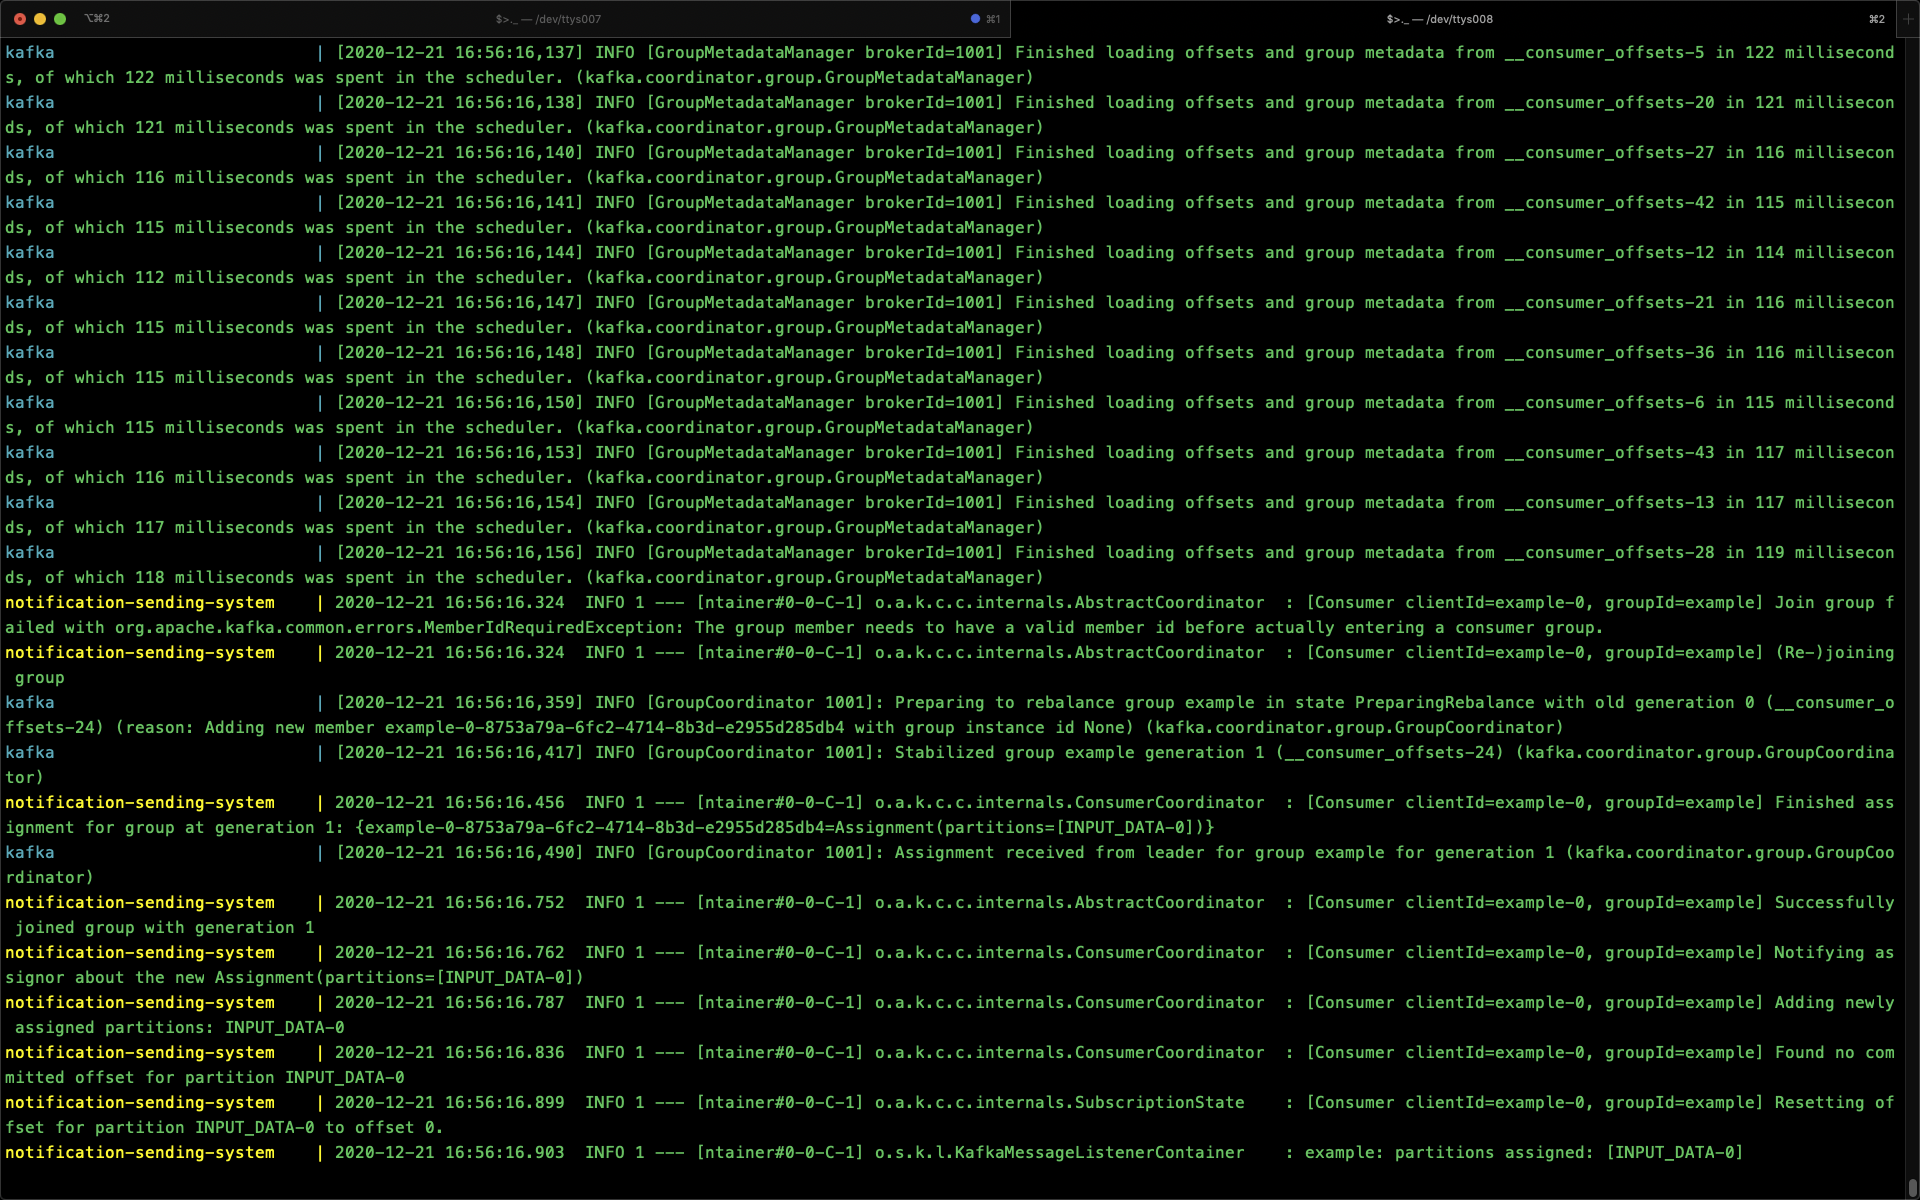 ⌥⌘2 $>._ — /dev/ttys007 ⌘1 $>._ — /dev/ttys008 ⌘2 +
kafka | [2020-12-21 16:56:16,137] INFO [GroupMetadataManager brokerId=1001] Finished loading offsets and group metadata from __consumer_offsets-5 in 122 millisecond
s, of which 122 milliseconds was spent in the scheduler. (kafka.coordinator.group.GroupMetadataManager)
kafka | [2020-12-21 16:56:16,138] INFO [GroupMetadataManager brokerId=1001] Finished loading offsets and group metadata from __consumer_offsets-20 in 121 millisecon
ds, of which 121 milliseconds was spent in the scheduler. (kafka.coordinator.group.GroupMetadataManager)
kafka | [2020-12-21 16:56:16,140] INFO [GroupMetadataManager brokerId=1001] Finished loading offsets and group metadata from __consumer_offsets-27 in 116 millisecon
ds, of which 116 milliseconds was spent in the scheduler. (kafka.coordinator.group.GroupMetadataManager)
kafka | [2020-12-21 16:56:16,141] INFO [GroupMetadataManager brokerId=1001] Finished loading offsets and group metadata from __consumer_offsets-42 in 115 millisecon
ds, of which 115 milliseconds was spent in the scheduler. (kafka.coordinator.group.GroupMetadataManager)
kafka | [2020-12-21 16:56:16,144] INFO [GroupMetadataManager brokerId=1001] Finished loading offsets and group metadata from __consumer_offsets-12 in 114 millisecon
ds, of which 112 milliseconds was spent in the scheduler. (kafka.coordinator.group.GroupMetadataManager)
kafka | [2020-12-21 16:56:16,147] INFO [GroupMetadataManager brokerId=1001] Finished loading offsets and group metadata from __consumer_offsets-21 in 116 millisecon
ds, of which 115 milliseconds was spent in the scheduler. (kafka.coordinator.group.GroupMetadataManager)
kafka | [2020-12-21 16:56:16,148] INFO [GroupMetadataManager brokerId=1001] Finished loading offsets and group metadata from __consumer_offsets-36 in 116 millisecon
ds, of which 115 milliseconds was spent in the scheduler. (kafka.coordinator.group.GroupMetadataManager)
kafka | [2020-12-21 16:56:16,150] INFO [GroupMetadataManager brokerId=1001] Finished loading offsets and group metadata from __consumer_offsets-6 in 115 millisecond
s, of which 115 milliseconds was spent in the scheduler. (kafka.coordinator.group.GroupMetadataManager)
kafka | [2020-12-21 16:56:16,153] INFO [GroupMetadataManager brokerId=1001] Finished loading offsets and group metadata from __consumer_offsets-43 in 117 millisecon
ds, of which 116 milliseconds was spent in the scheduler. (kafka.coordinator.group.GroupMetadataManager)
kafka | [2020-12-21 16:56:16,154] INFO [GroupMetadataManager brokerId=1001] Finished loading offsets and group metadata from __consumer_offsets-13 in 117 millisecon
ds, of which 117 milliseconds was spent in the scheduler. (kafka.coordinator.group.GroupMetadataManager)
kafka | [2020-12-21 16:56:16,156] INFO [GroupMetadataManager brokerId=1001] Finished loading offsets and group metadata from __consumer_offsets-28 in 119 millisecon
ds, of which 118 milliseconds was spent in the scheduler. (kafka.coordinator.group.GroupMetadataManager)
notification-sending-system | 2020-12-21 16:56:16.324 INFO 1 --- [ntainer#0-0-C-1] o.a.k.c.c.internals.AbstractCoordinator : [Consumer clientId=example-0, groupId=example] Join group f
ailed with org.apache.kafka.common.errors.MemberIdRequiredException: The group member needs to have a valid member id before actually entering a consumer group.
notification-sending-system | 2020-12-21 16:56:16.324 INFO 1 --- [ntainer#0-0-C-1] o.a.k.c.c.internals.AbstractCoordinator : [Consumer clientId=example-0, groupId=example] (Re-)joining
group
kafka | [2020-12-21 16:56:16,359] INFO [GroupCoordinator 1001]: Preparing to rebalance group example in state PreparingRebalance with old generation 0 (__consumer_o
ffsets-24) (reason: Adding new member example-0-8753a79a-6fc2-4714-8b3d-e2955d285db4 with group instance id None) (kafka.coordinator.group.GroupCoordinator)
kafka | [2020-12-21 16:56:16,417] INFO [GroupCoordinator 1001]: Stabilized group example generation 1 (__consumer_offsets-24) (kafka.coordinator.group.GroupCoordina
tor)
notification-sending-system | 2020-12-21 16:56:16.456 INFO 1 --- [ntainer#0-0-C-1] o.a.k.c.c.internals.ConsumerCoordinator : [Consumer clientId=example-0, groupId=example] Finished ass
ignment for group at generation 1: {example-0-8753a79a-6fc2-4714-8b3d-e2955d285db4=Assignment(partitions=[INPUT_DATA-0])}
kafka | [2020-12-21 16:56:16,490] INFO [GroupCoordinator 1001]: Assignment received from leader for group example for generation 1 (kafka.coordinator.group.GroupCoo
rdinator)
notification-sending-system | 2020-12-21 16:56:16.752 INFO 1 --- [ntainer#0-0-C-1] o.a.k.c.c.internals.AbstractCoordinator : [Consumer clientId=example-0, groupId=example] Successfully
joined group with generation 1
notification-sending-system | 2020-12-21 16:56:16.762 INFO 1 --- [ntainer#0-0-C-1] o.a.k.c.c.internals.ConsumerCoordinator : [Consumer clientId=example-0, groupId=example] Notifying as
signor about the new Assignment(partitions=[INPUT_DATA-0])
notification-sending-system | 2020-12-21 16:56:16.787 INFO 1 --- [ntainer#0-0-C-1] o.a.k.c.c.internals.ConsumerCoordinator : [Consumer clientId=example-0, groupId=example] Adding newly
assigned partitions: INPUT_DATA-0
notification-sending-system | 2020-12-21 16:56:16.836 INFO 1 --- [ntainer#0-0-C-1] o.a.k.c.c.internals.ConsumerCoordinator : [Consumer clientId=example-0, groupId=example] Found no com
mitted offset for partition INPUT_DATA-0
notification-sending-system | 2020-12-21 16:56:16.899 INFO 1 --- [ntainer#0-0-C-1] o.a.k.c.c.internals.SubscriptionState : [Consumer clientId=example-0, groupId=example] Resetting of
fset for partition INPUT_DATA-0 to offset 0.
notification-sending-system | 2020-12-21 16:56:16.903 INFO 1 --- [ntainer#0-0-C-1] o.s.k.l.KafkaMessageListenerContainer : example: partitions assigned: [INPUT_DATA-0]